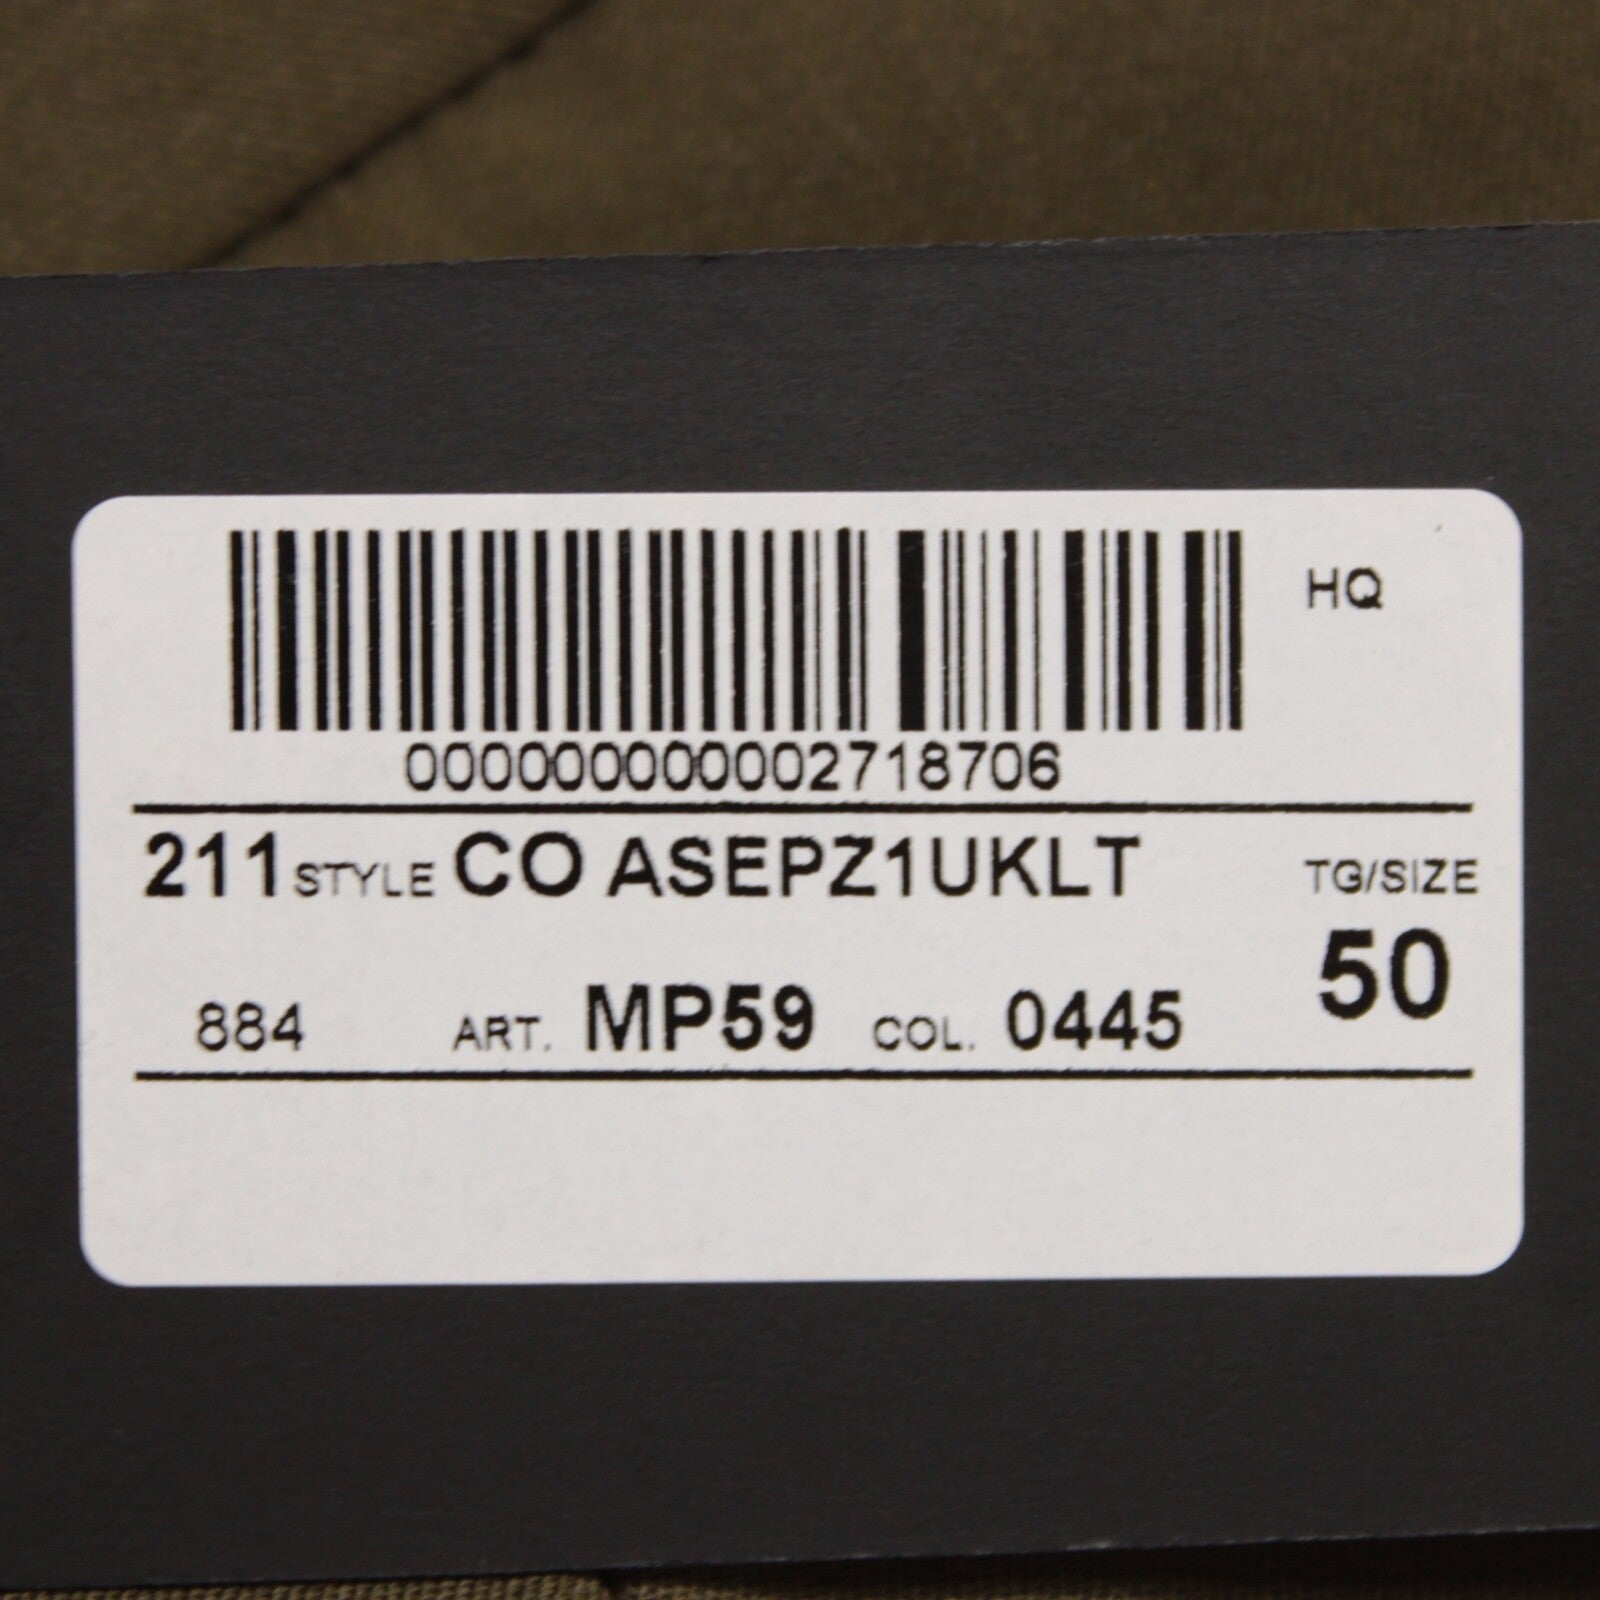 HQ
000000000002718706
211 STYLE CO ASEPZ1UKLT TG/SIZE
50
884 ART. MP59 COL. 0445